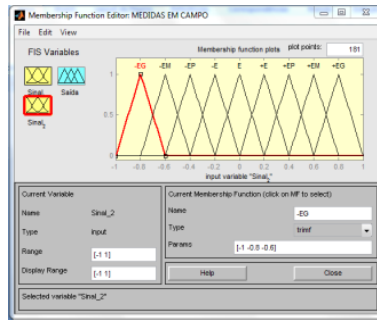 Membership Function Editor: MEDIDAS EM CAMPO
File Edit View
FIS Variables
Membership function plots plot points: 181
-EG -EM -EP -E E +E +EP +EM +EG
Sinal Saída
Sinal_2
1
0.5
0
-1 -0.8 -0.6 -0.4 -0.2 0 0.2 0.4 0.6 0.8 1
input variable "Sinal_2"
Current Variable
Name Sinal_2
Type input
Range [-1 1]
Display Range [-1 1]
Current Membership Function (click on MF to select)
Name -EG
Type trimf
Params [-1 -0.8 -0.6]
Help Close
Selected variable "Sinal_2"